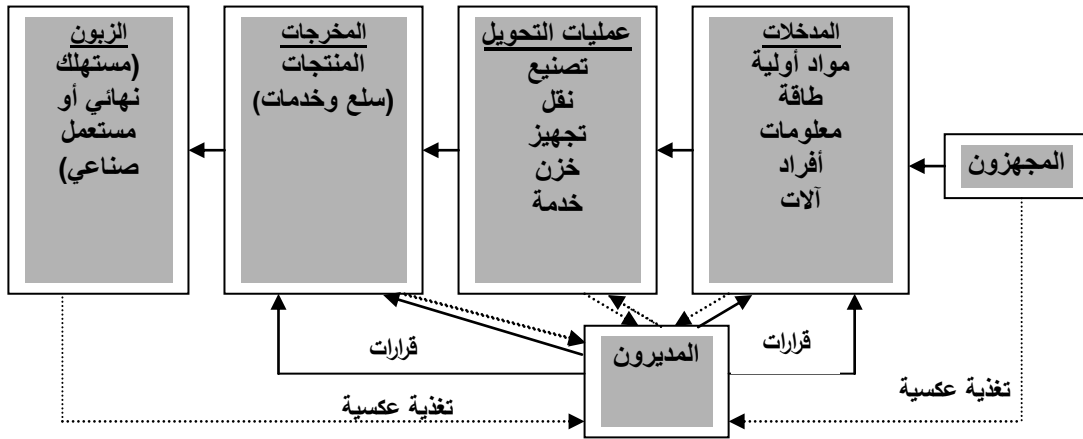 المجهزون
المدخلات
مواد أولية
طاقة
معلومات
أفراد
آلات
عمليات التحويل
تصنيع
نقل
تجهيز
خزن
خدمة
المخرجات
المنتجات
(سلع وخدمات)
الزبون
(مستهلك
نهائي أو
مستعمل
صناعي)
قرارات
المديرون
قرارات
تغذية عكسية
تغذية عكسية